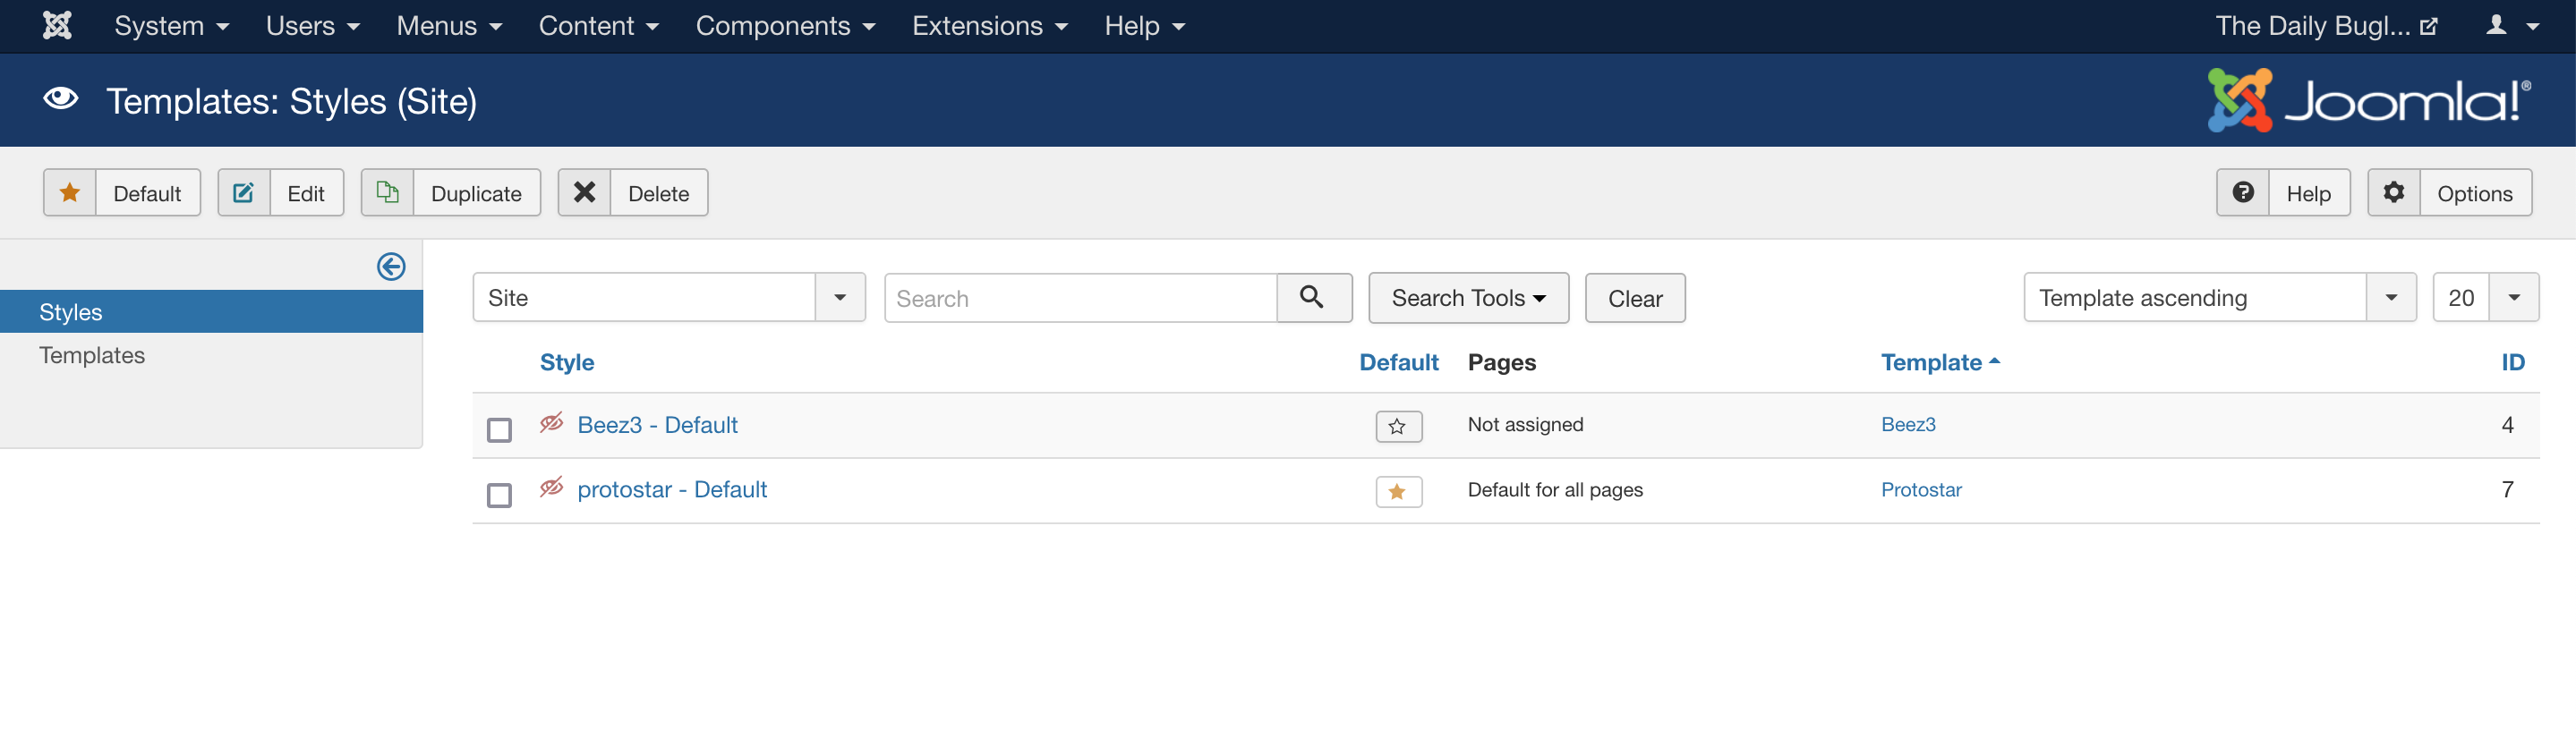 System Users Menus Content Components Extensions Help The Daily Bugl...
Templates: Styles (Site) Joomla!®
Default Edit Duplicate Delete Help Options
Styles
Templates
Site Search Search Tools Clear Template ascending 20
Style Default Pages Template ID
Beez3 - Default Not assigned Beez3 4
protostar - Default Default for all pages Protostar 7